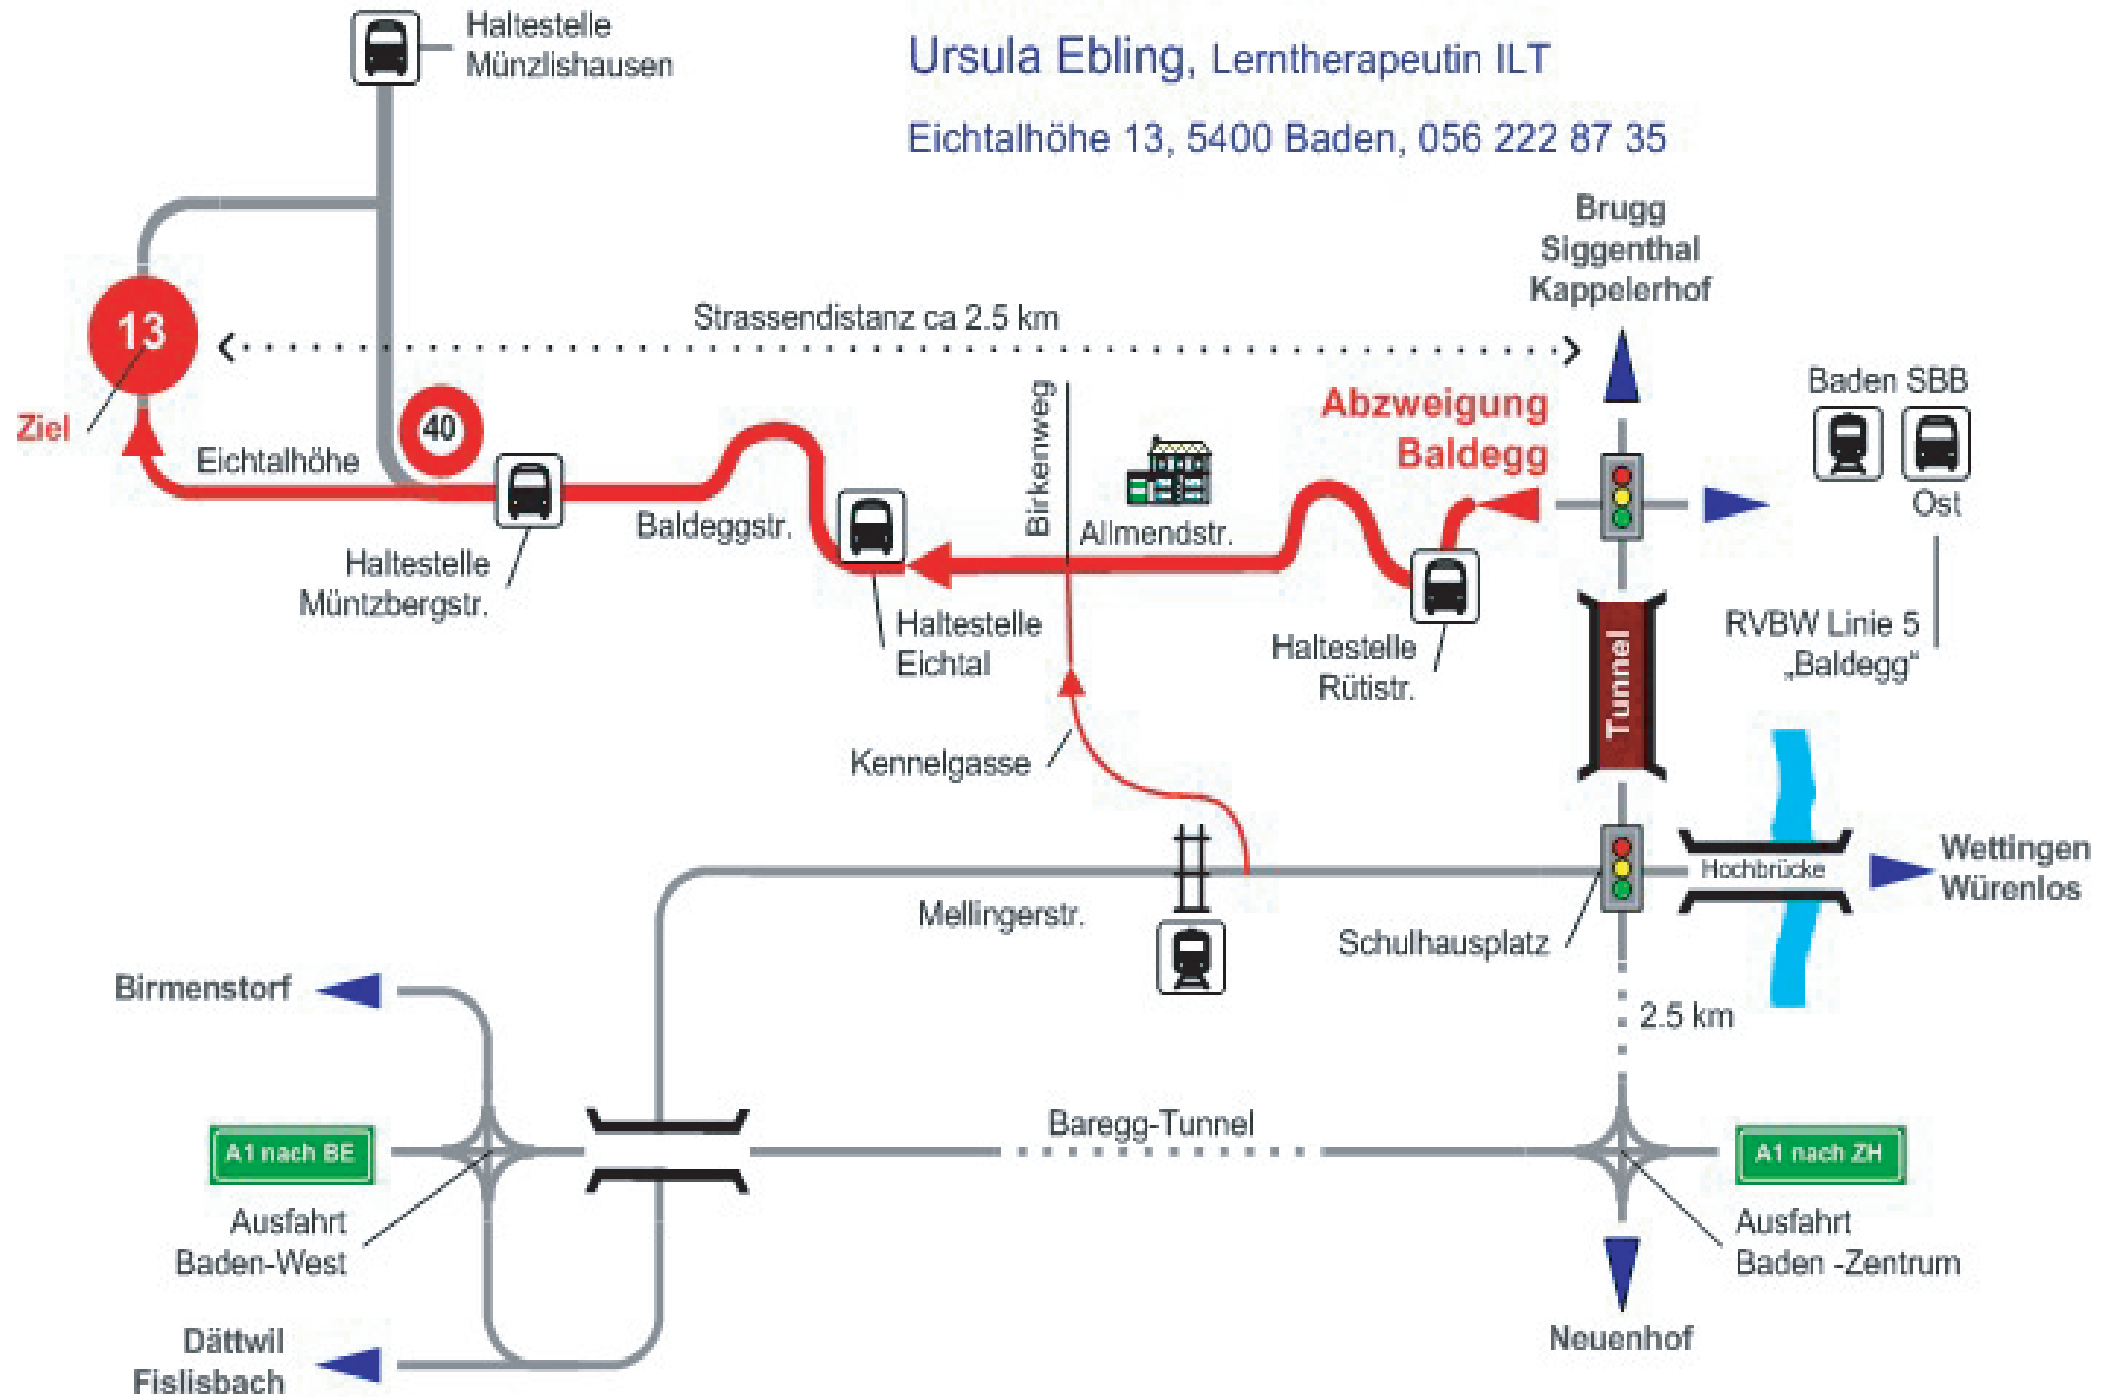 Haltestelle
Münzlishausen
Ursula Ebling, Lerntherapeutin ILT
Eichtalhöhe 13, 5400 Baden, 056 222 87 35
Brugg
Siggenthal
Kappelerhof
13
Strassendistanz ca 2.5 km
Ziel
Eichtalhöhe
40
Haltestelle
Müntzbergstr.
Baldeggstr.
Haltestelle
Eichtal
Birkenweg
Allmendstr.
Abzweigung
Baldegg
Haltestelle
Rütistr.
Baden SBB
Ost
RVBW Linie 5
„Baldegg“
Tunnel
Kennelgasse
Mellingerstr.
Schulhausplatz
Hochbrücke
Wettingen
Würenlos
2.5 km
Birmenstorf
A1 nach BE
Ausfahrt
Baden-West
Baregg-Tunnel
A1 nach ZH
Ausfahrt
Baden -Zentrum
Dättwil
Fislisbach
Neuenhof